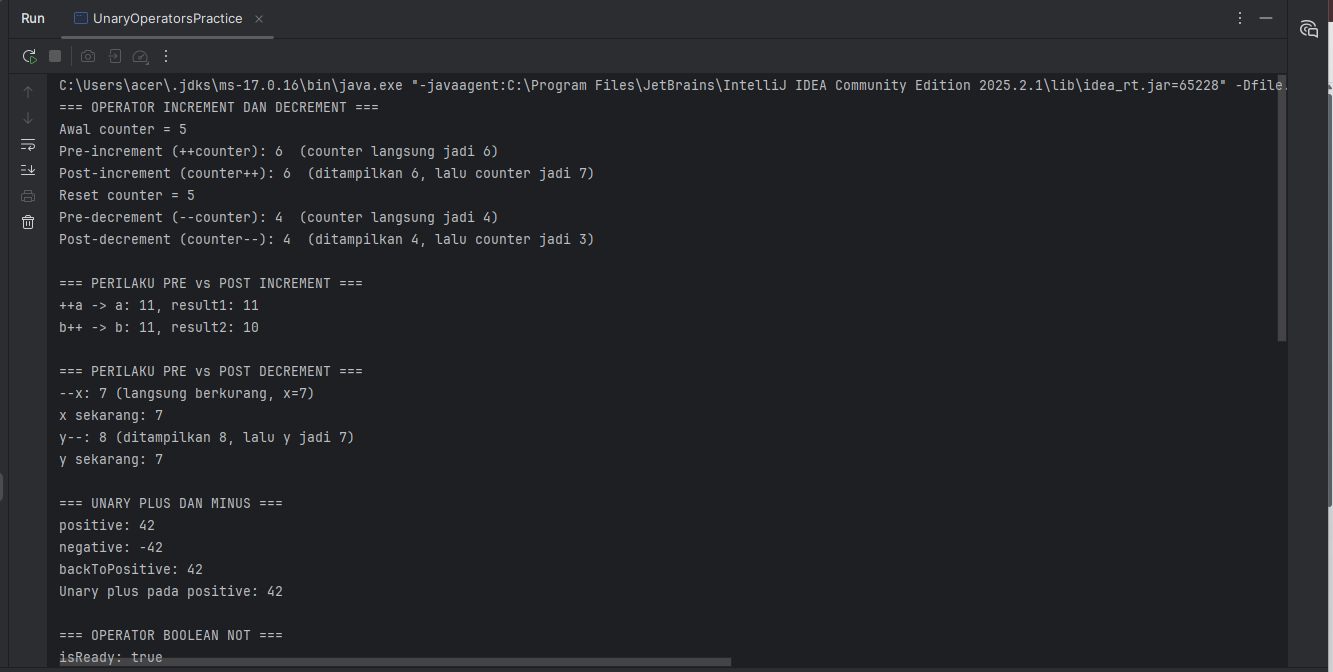 Run UnaryOperatorsPractice
C:\Users\acer\.jdks\ms-17.0.16\bin\java.exe "-javaagent:C:\Program Files\JetBrains\IntelliJ IDEA Community Edition 2025.2.1\lib\idea_rt.jar=65228" -Dfile.
=== OPERATOR INCREMENT DAN DECREMENT ===
Awal counter = 5
Pre-increment (++counter): 6  (counter langsung jadi 6)
Post-increment (counter++): 6  (ditampilkan 6, lalu counter jadi 7)
Reset counter = 5
Pre-decrement (--counter): 4  (counter langsung jadi 4)
Post-decrement (counter--): 4  (ditampilkan 4, lalu counter jadi 3)

=== PERILAKU PRE vs POST INCREMENT ===
++a -> a: 11, result1: 11
b++ -> b: 11, result2: 10

=== PERILAKU PRE vs POST DECREMENT ===
--x: 7 (langsung berkurang, x=7)
x sekarang: 7
y--: 8 (ditampilkan 8, lalu y jadi 7)
y sekarang: 7

=== UNARY PLUS DAN MINUS ===
positive: 42
negative: -42
backToPositive: 42
Unary plus pada positive: 42

=== OPERATOR BOOLEAN NOT ===
isReady: true